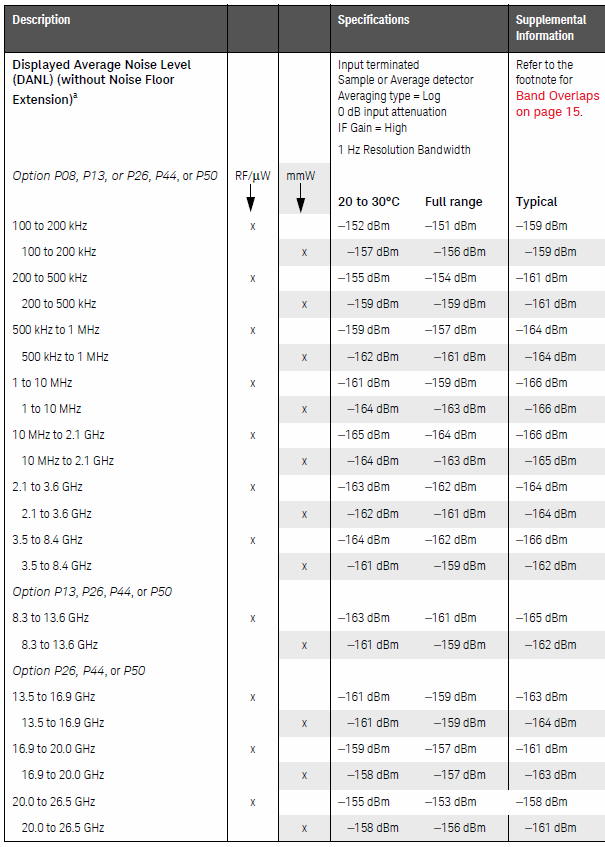 Description Specifications Supplemental Information
Displayed Average Noise Level (DANL) (without Noise Floor Extension)a
Input terminated
Sample or Average detector
Averaging type = Log
0 dB input attenuation
IF Gain = High
1 Hz Resolution Bandwidth
Refer to the footnote for Band Overlaps on page 15.
Option P08, P13, or P26, P44, or P50 RF/μW mmW
20 to 30°C Full range Typical
100 to 200 kHz x –152 dBm –151 dBm –159 dBm
100 to 200 kHz x –157 dBm –156 dBm –159 dBm
200 to 500 kHz x –155 dBm –154 dBm –161 dBm
200 to 500 kHz x –159 dBm –159 dBm –161 dBm
500 kHz to 1 MHz x –159 dBm –157 dBm –164 dBm
500 kHz to 1 MHz x –162 dBm –161 dBm –164 dBm
1 to 10 MHz x –161 dBm –159 dBm –166 dBm
1 to 10 MHz x –164 dBm –163 dBm –166 dBm
10 MHz to 2.1 GHz x –165 dBm –164 dBm –166 dBm
10 MHz to 2.1 GHz x –164 dBm –163 dBm –165 dBm
2.1 to 3.6 GHz x –163 dBm –162 dBm –164 dBm
2.1 to 3.6 GHz x –162 dBm –161 dBm –164 dBm
3.5 to 8.4 GHz x –164 dBm –162 dBm –166 dBm
3.5 to 8.4 GHz x –161 dBm –159 dBm –162 dBm
Option P13, P26, P44, or P50
8.3 to 13.6 GHz x –163 dBm –161 dBm –165 dBm
8.3 to 13.6 GHz x –161 dBm –159 dBm –162 dBm
Option P26, P44, or P50
13.5 to 16.9 GHz x –161 dBm –159 dBm –163 dBm
13.5 to 16.9 GHz x –161 dBm –159 dBm –164 dBm
16.9 to 20.0 GHz x –159 dBm –157 dBm –161 dBm
16.9 to 20.0 GHz x –158 dBm –157 dBm –163 dBm
20.0 to 26.5 GHz x –155 dBm –153 dBm –158 dBm
20.0 to 26.5 GHz x –158 dBm –156 dBm –161 dBm